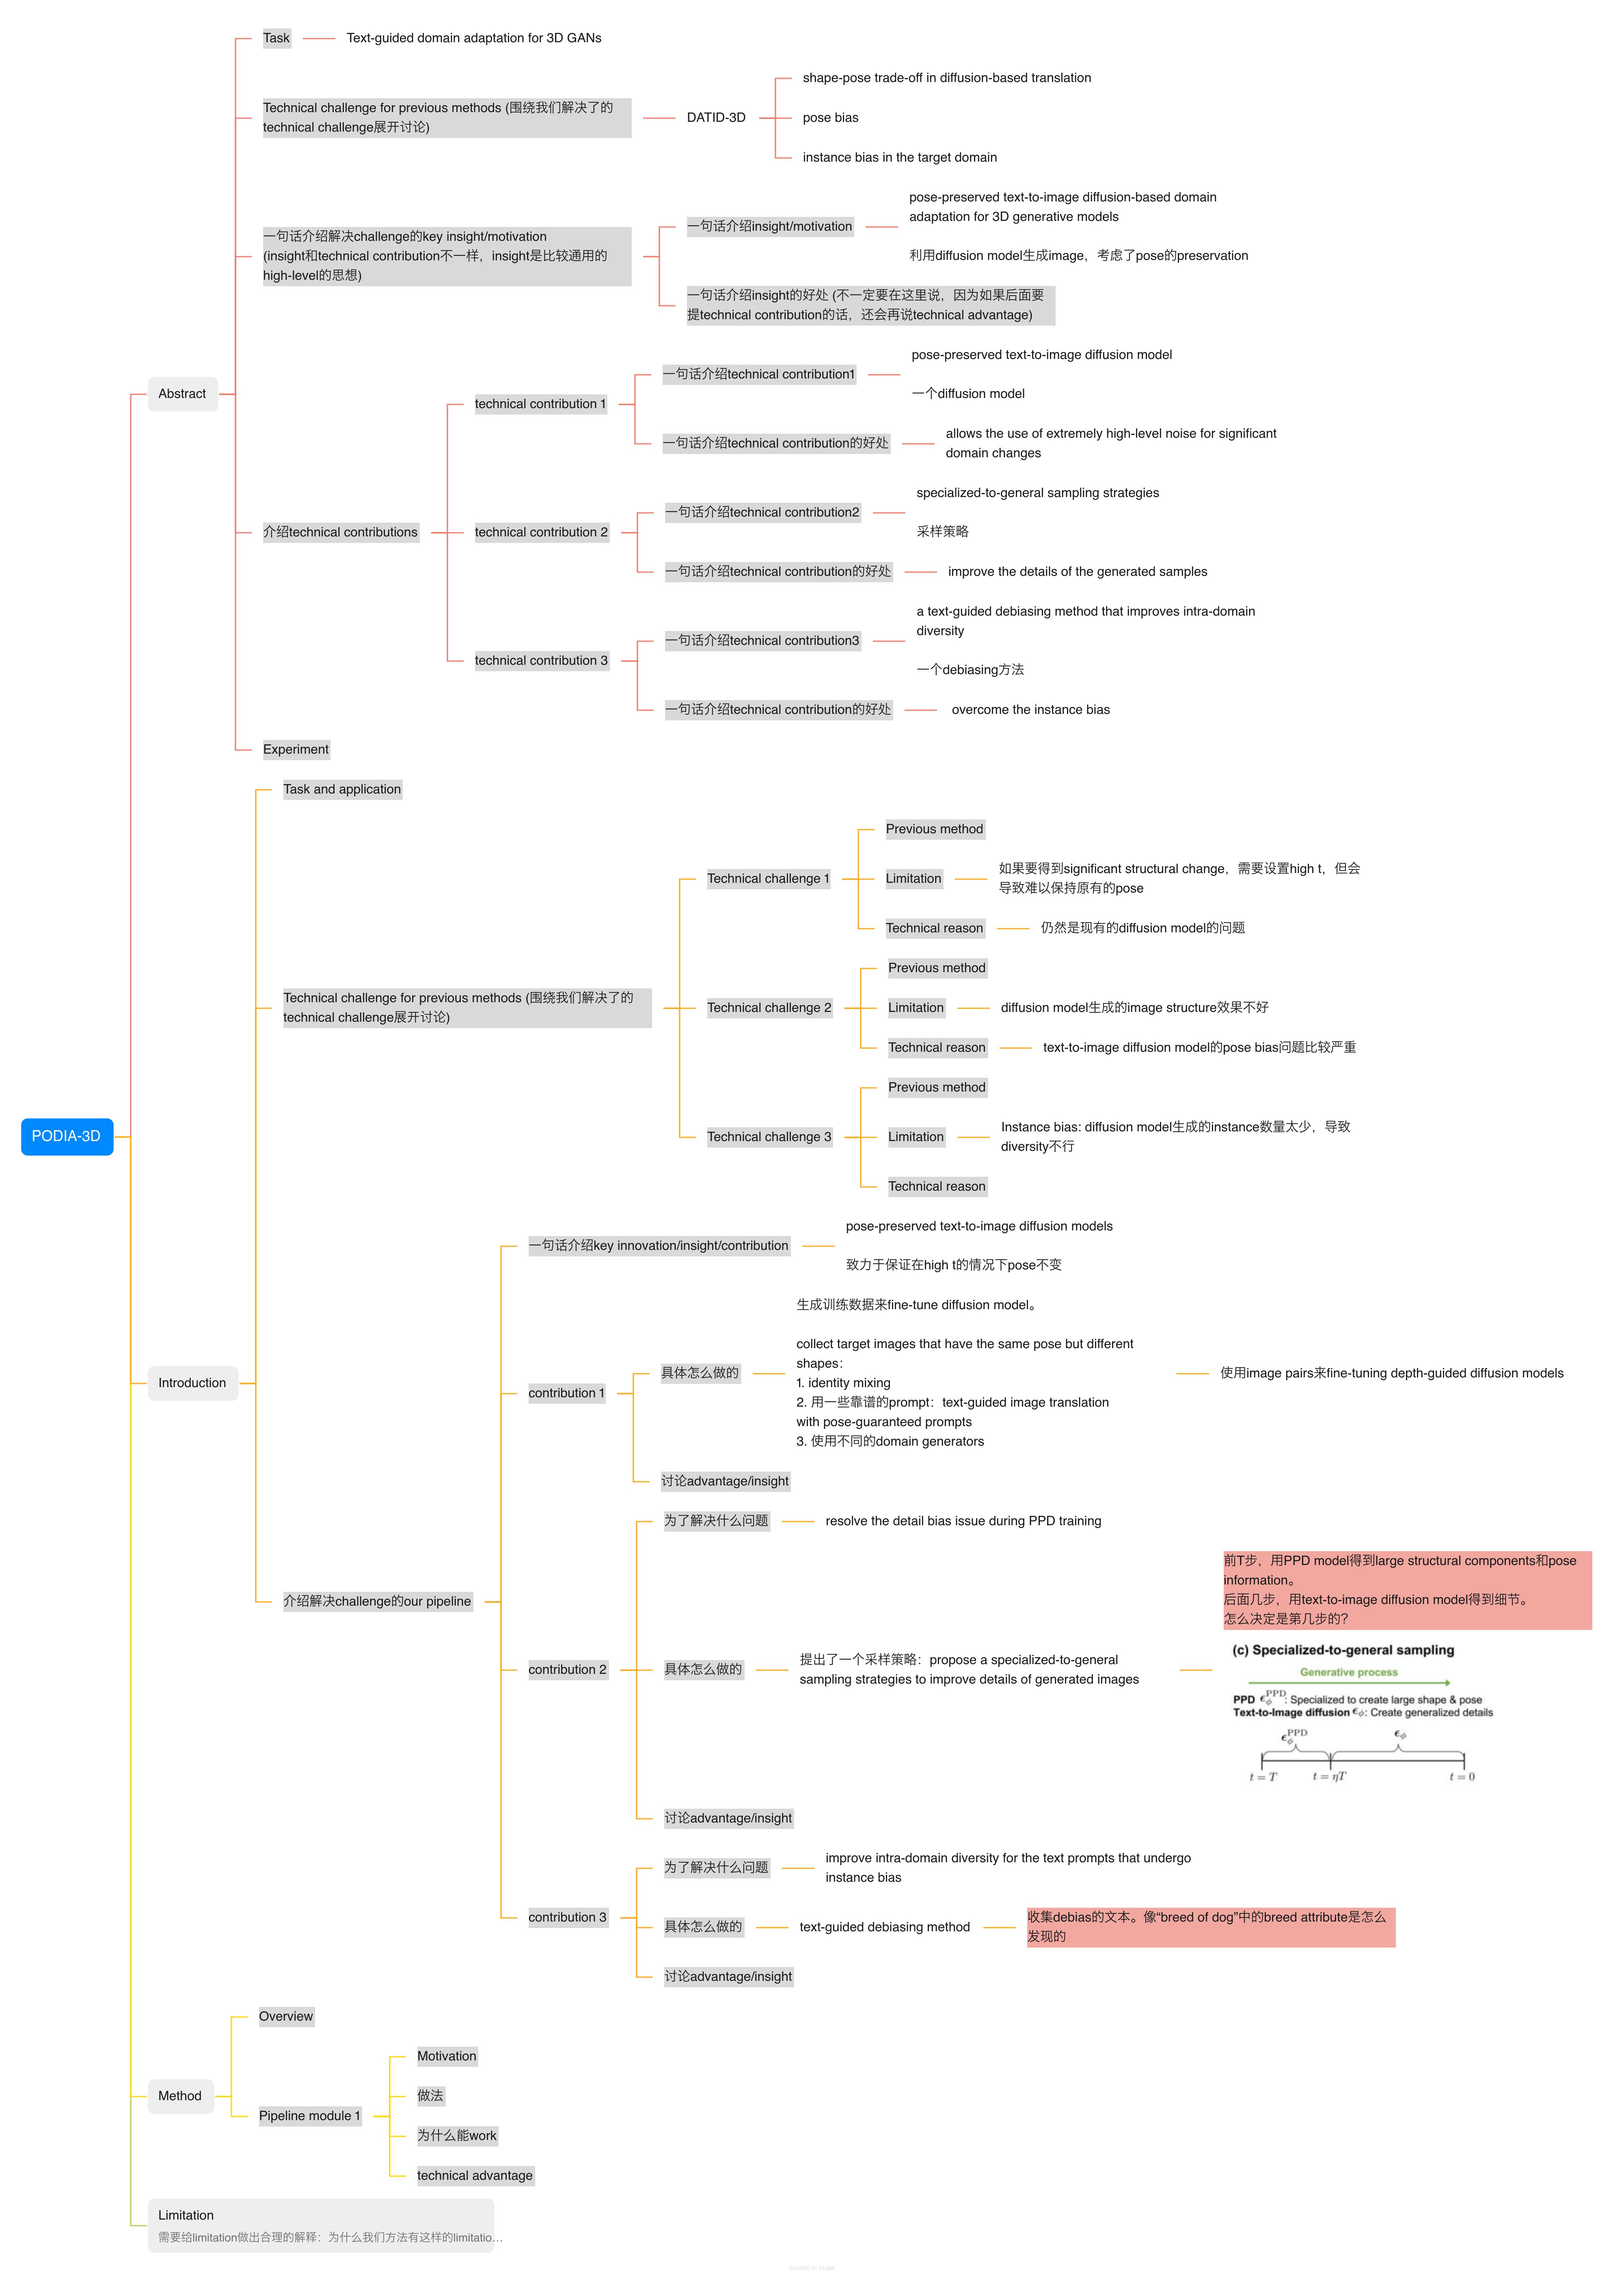 Task
Text-guided domain adaptation for 3D GANs
Technical challenge for previous methods (围绕我们解决了的
technical challenge展开讨论)
DATID-3D
shape-pose trade-off in diffusion-based translation
pose bias
instance bias in the target domain
一句话介绍解决challenge的key insight/motivation
(insight和technical contribution不一样，insight是比较通用的
high-level的思想)
一句话介绍insight/motivation
pose-preserved text-to-image diffusion-based domain
adaptation for 3D generative models
利用diffusion model生成image，考虑了pose的preservation
一句话介绍insight的好处 (不一定要在这里说，因为如果后面要
提technical contribution的话，还会再说technical advantage)
Abstract
介绍technical contributions
technical contribution 1
一句话介绍technical contribution1
pose-preserved text-to-image diffusion model
一个diffusion model
一句话介绍technical contribution的好处
allows the use of extremely high-level noise for significant
domain changes
technical contribution 2
一句话介绍technical contribution2
specialized-to-general sampling strategies
采样策略
一句话介绍technical contribution的好处
improve the details of the generated samples
technical contribution 3
一句话介绍technical contribution3
a text-guided debiasing method that improves intra-domain
diversity
一个debiasing方法
一句话介绍technical contribution的好处
overcome the instance bias
Experiment
Task and application
Technical challenge for previous methods (围绕我们解决了的
technical challenge展开讨论)
Technical challenge 1
Previous method
Limitation
如果要得到significant structural change，需要设置high t，但会
导致难以保持原有的pose
Technical reason
仍然是现有的diffusion model的问题
Technical challenge 2
Previous method
Limitation
diffusion model生成的image structure效果不好
Technical reason
text-to-image diffusion model的pose bias问题比较严重
Technical challenge 3
Previous method
Limitation
Instance bias: diffusion model生成的instance数量太少，导致
diversity不行
Technical reason
PODIA-3D
Introduction
介绍解决challenge的our pipeline
一句话介绍key innovation/insight/contribution
pose-preserved text-to-image diffusion models
致力于保证在high t的情况下pose不变
contribution 1
具体怎么做的
生成训练数据来fine-tune diffusion model。
collect target images that have the same pose but different
shapes：
1. identity mixing
2. 用一些靠谱的prompt：text-guided image translation
with pose-guaranteed prompts
3. 使用不同的domain generators
使用image pairs来fine-tuning depth-guided diffusion models
讨论advantage/insight
contribution 2
为了解决什么问题
resolve the detail bias issue during PPD training
具体怎么做的
提出了一个采样策略：propose a specialized-to-general
sampling strategies to improve details of generated images
前T步，用PPD model得到large structural components和pose
information。
后面几步，用text-to-image diffusion model得到细节。
怎么决定是第几步的？
(c) Specialized-to-general sampling
Generative process
PPD ϵ_ϕ^PPD: Specialized to create large shape & pose
Text-to-Image diffusion ϵ_ϕ: Create generalized details
ϵ_ϕ^PPD ϵ_ϕ
t = T t = ηT t = 0
讨论advantage/insight
contribution 3
为了解决什么问题
improve intra-domain diversity for the text prompts that undergo
instance bias
具体怎么做的
text-guided debiasing method
收集debias的文本。像“breed of dog”中的breed attribute是怎么
发现的
讨论advantage/insight
Method
Overview
Pipeline module 1
Motivation
做法
为什么能work
technical advantage
Limitation
需要给limitation做出合理的解释：为什么我们方法有这样的limitatio…